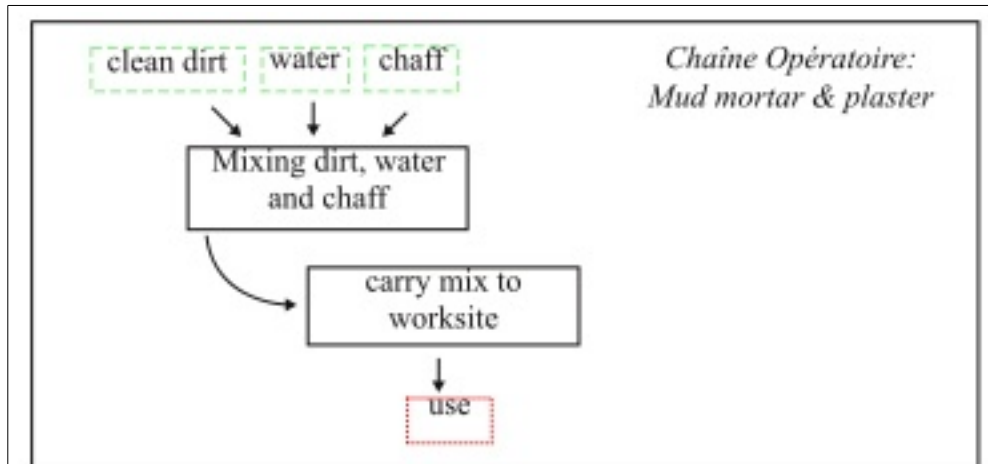 clean dirt
water
chaff
Chaîne Opératoire:
Mud mortar & plaster
Mixing dirt, water
and chaff
carry mix to
worksite
use